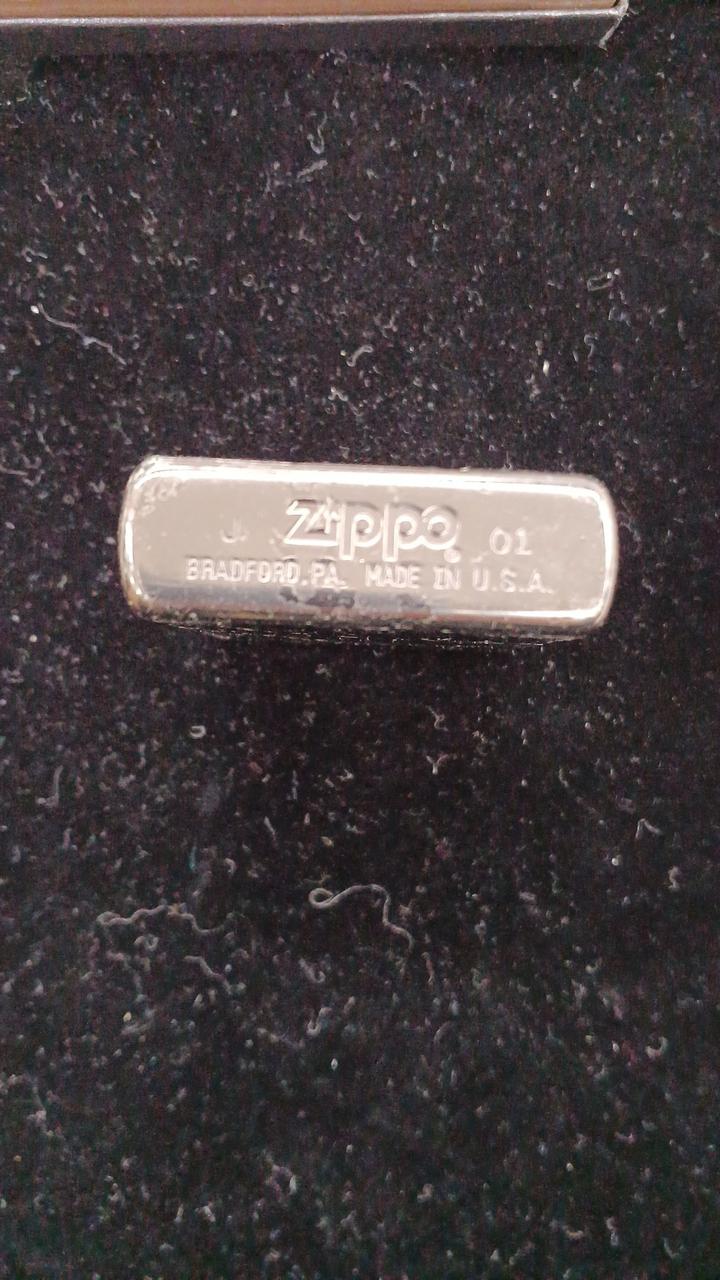 J Zippo® 01
BRADFORD, PA. MADE IN U.S.A.